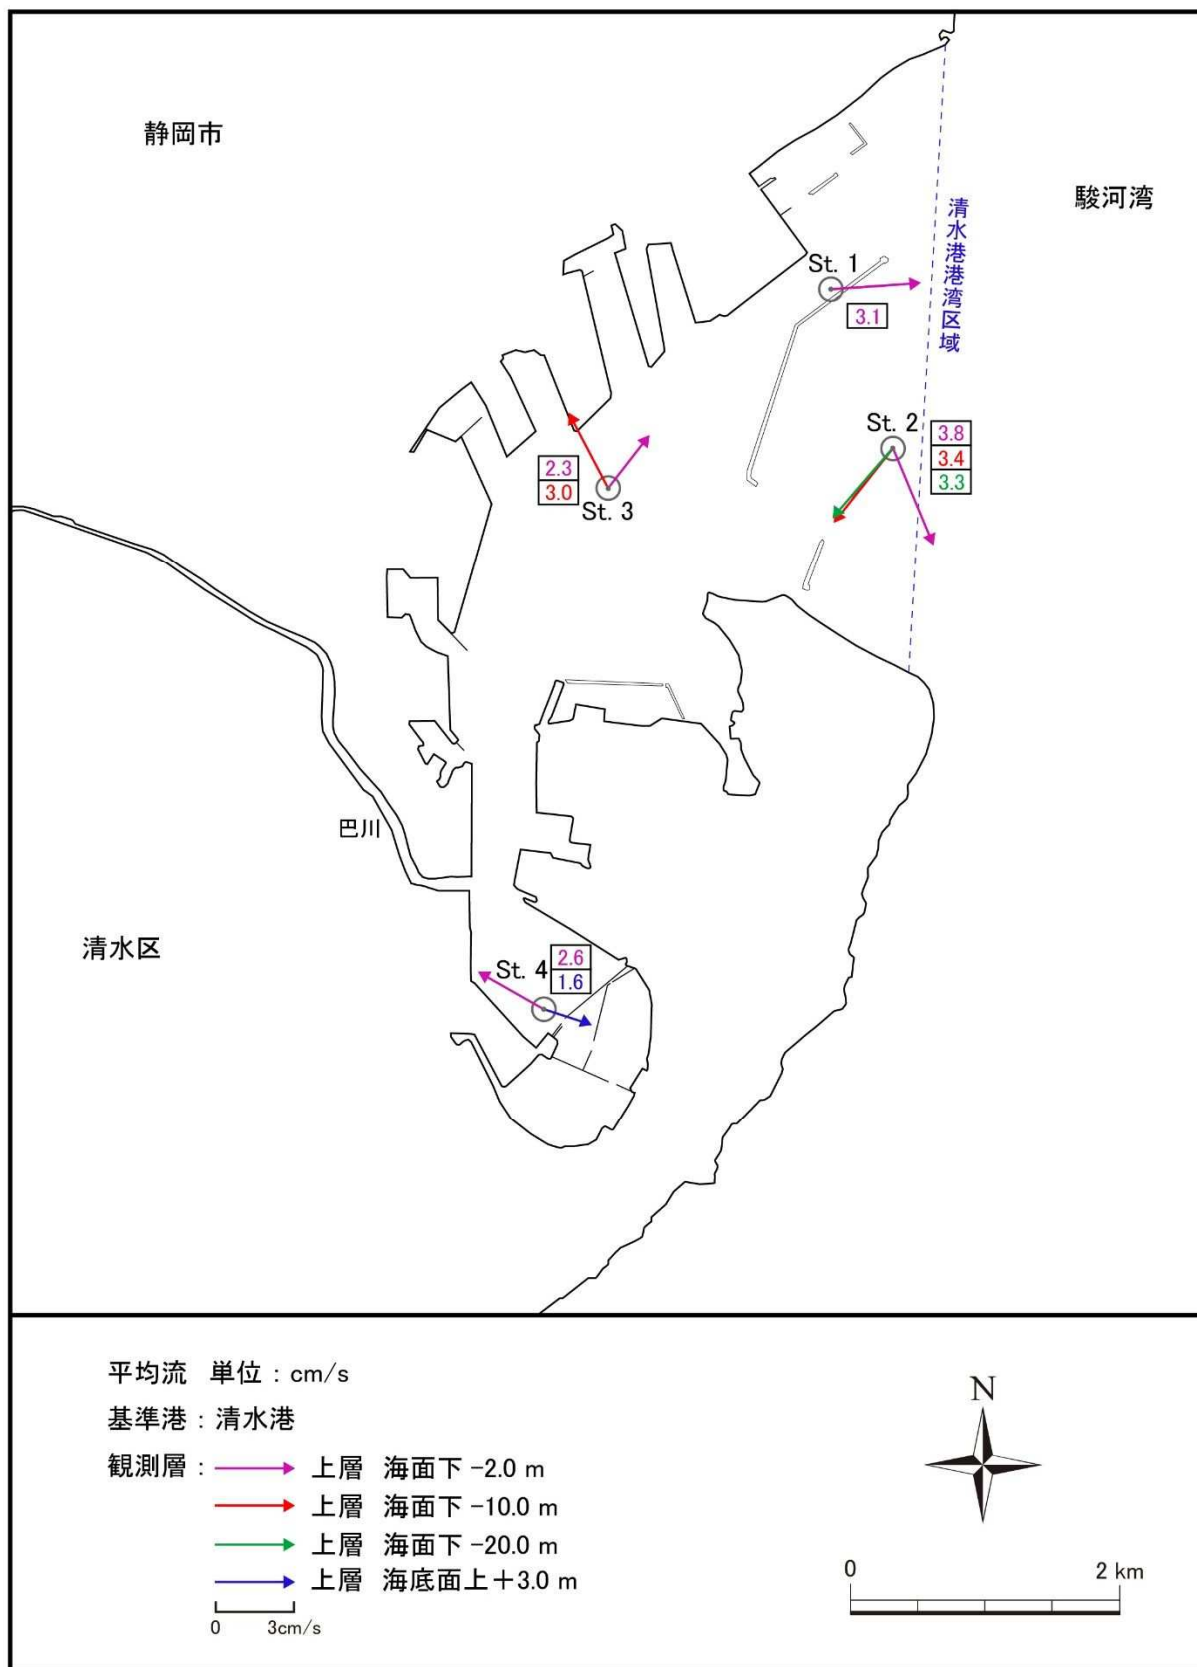 静岡市
駿河湾
清水港港湾区域
St. 1
3.1
St. 2
3.8
3.4
3.3
2.3
3.0
St. 3
巴川
清水区
St. 4
2.6
1.6
平均流 単位：cm/s
基準港：清水港
観測層：
上層 海面下 -2.0 m
上層 海面下 -10.0 m
上層 海面下 -20.0 m
上層 海底面上＋3.0 m
0 3cm/s
N
0 2 km